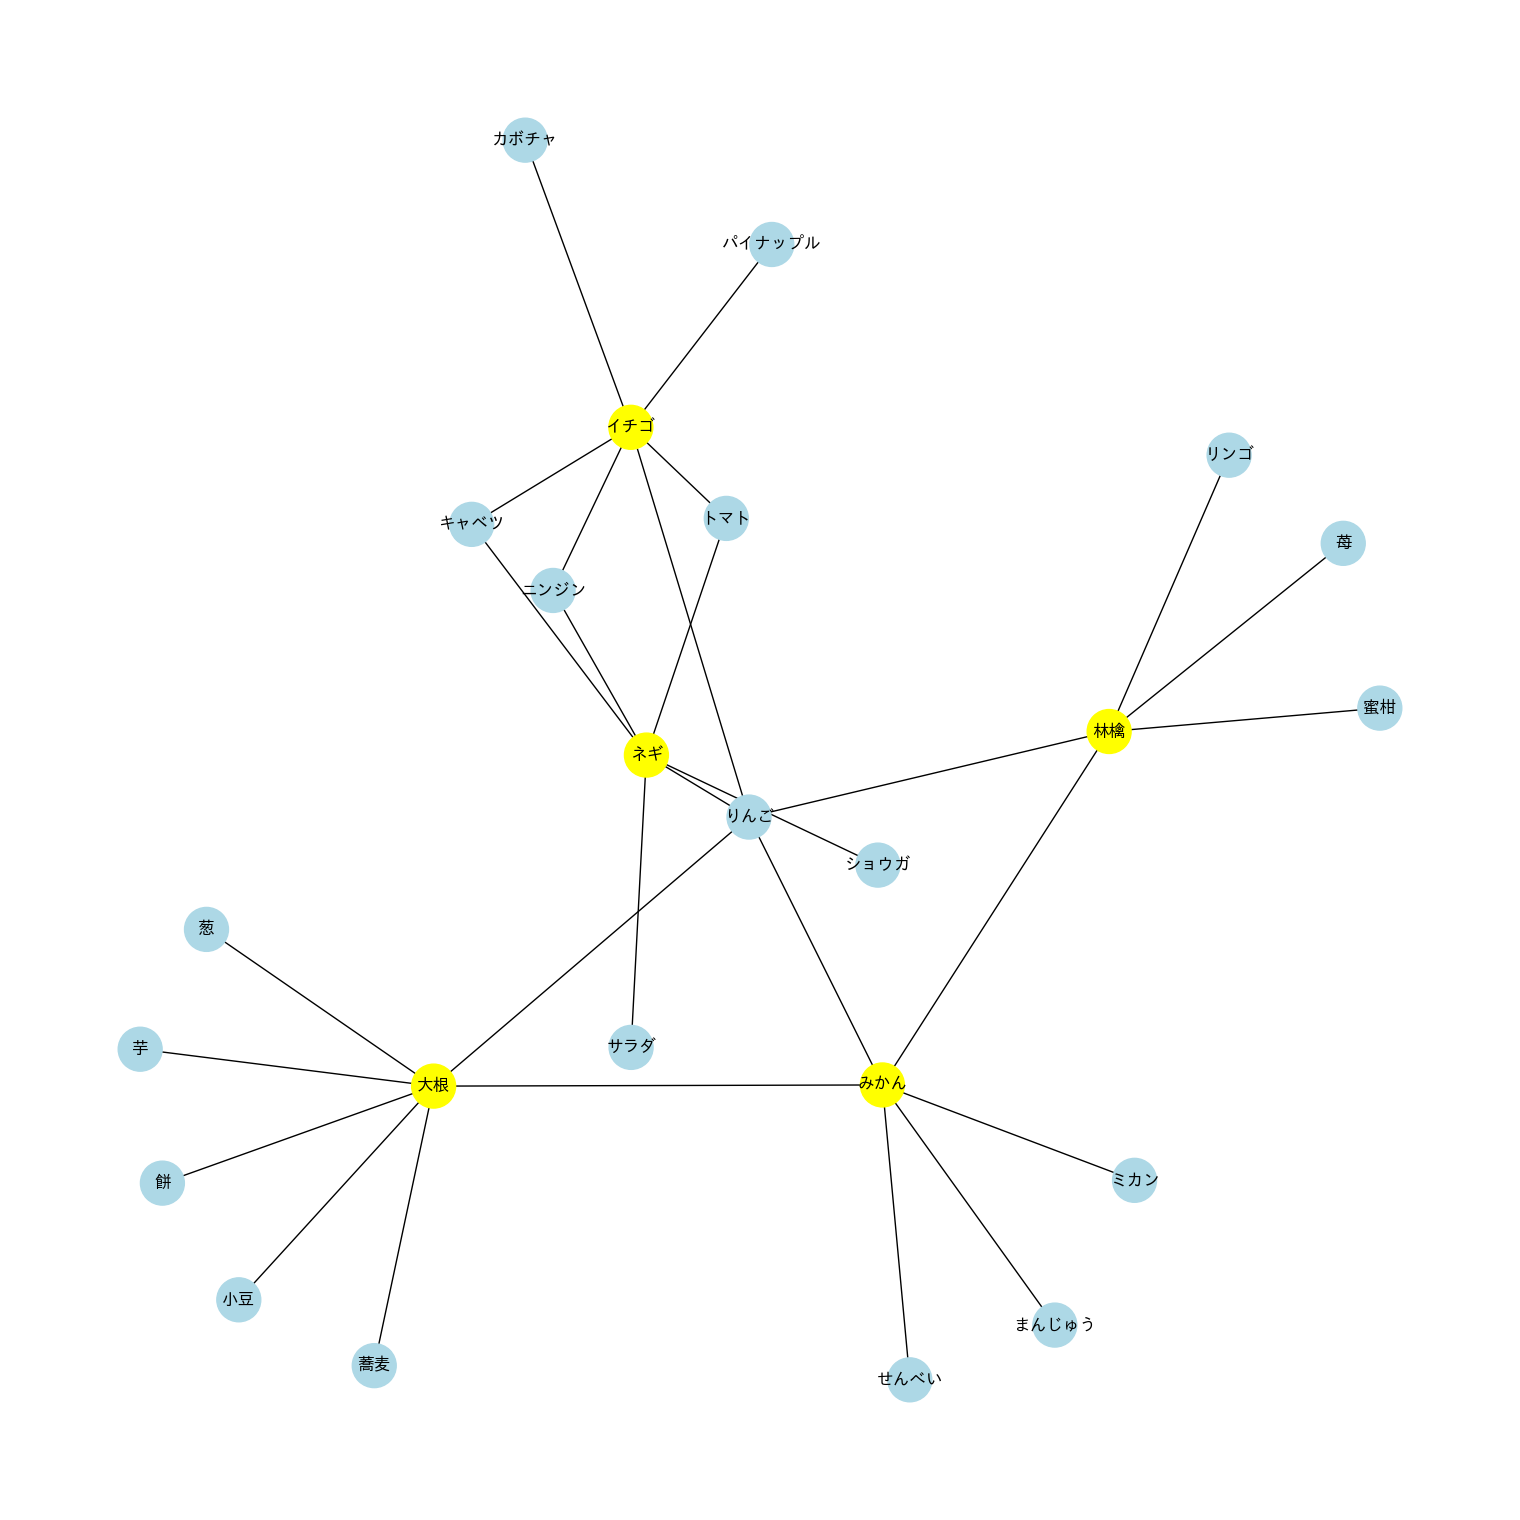 カボチャ
パイナップル
イチゴ
リンゴ
キャベツ
トマト
苺
ニンジン
蜜柑
林檎
ネギ
りんご
ショウガ
葱
サラダ
芋
大根
みかん
餅
ミカン
小豆
まんじゅう
蕎麦
せんべい